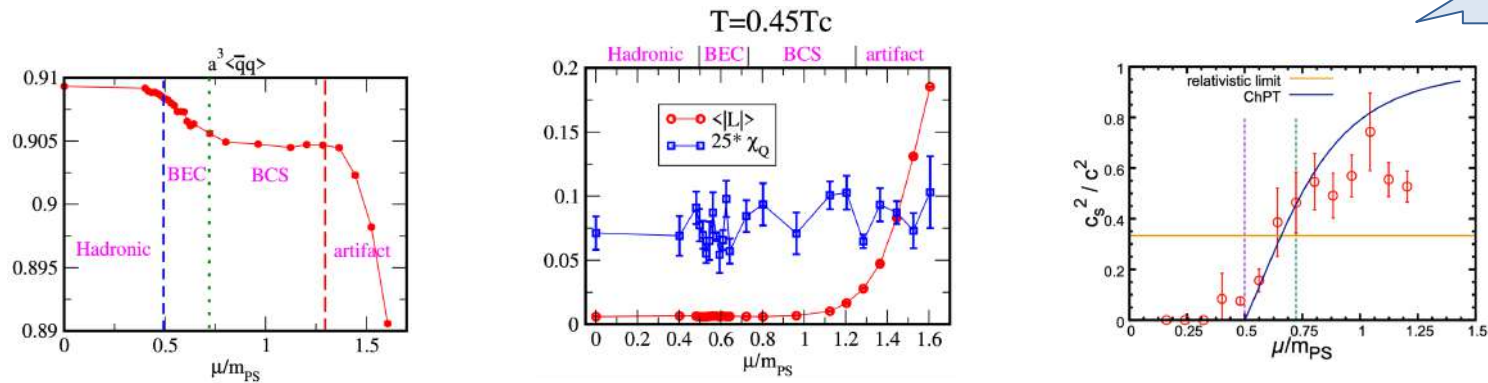 T=0.45Tc
a³<q̅q>
0.91
0.905
0.9
0.895
0.89
Hadronic
BEC
BCS
artifact
0
0.5
1
1.5
μ/m_PS
Hadronic
BEC
BCS
artifact
0.2
0.15
0.1
0.05
0
<|L|>
25* χ_Q
0 0.2 0.4 0.6 0.8 1 1.2 1.4 1.6
μ/m_PS
relativistic limit
ChPT
1
0.8
0.6
0.4
0.2
0
c_s² / c²
0 0.25 0.5 0.75 1 1.25 1.5
μ/m_PS